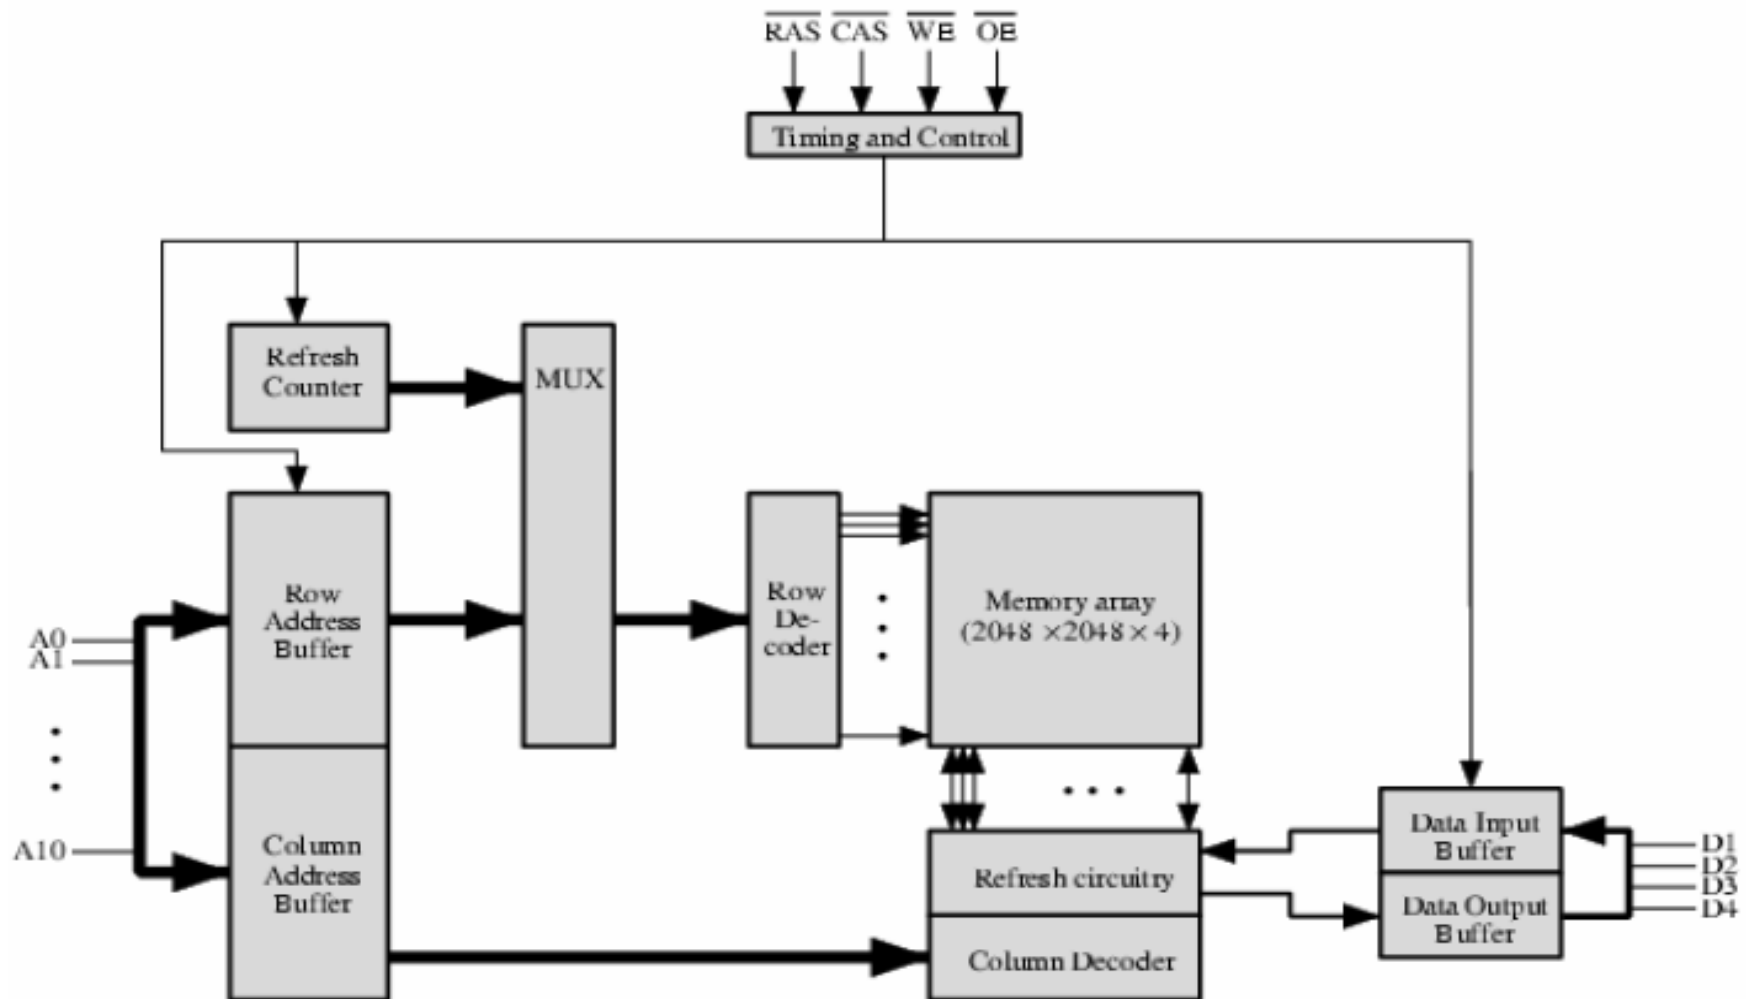 RAS CAS WE OE
Timing and Control
Refresh
Counter
MUX
Row
Address
Buffer
Row
De-
coder
Memory array
(2048 ×2048 × 4)
A0
A1
A10
Column
Address
Buffer
Refresh circuitry
Column Decoder
Data Input
Buffer
Data Output
Buffer
D1
D2
D3
D4